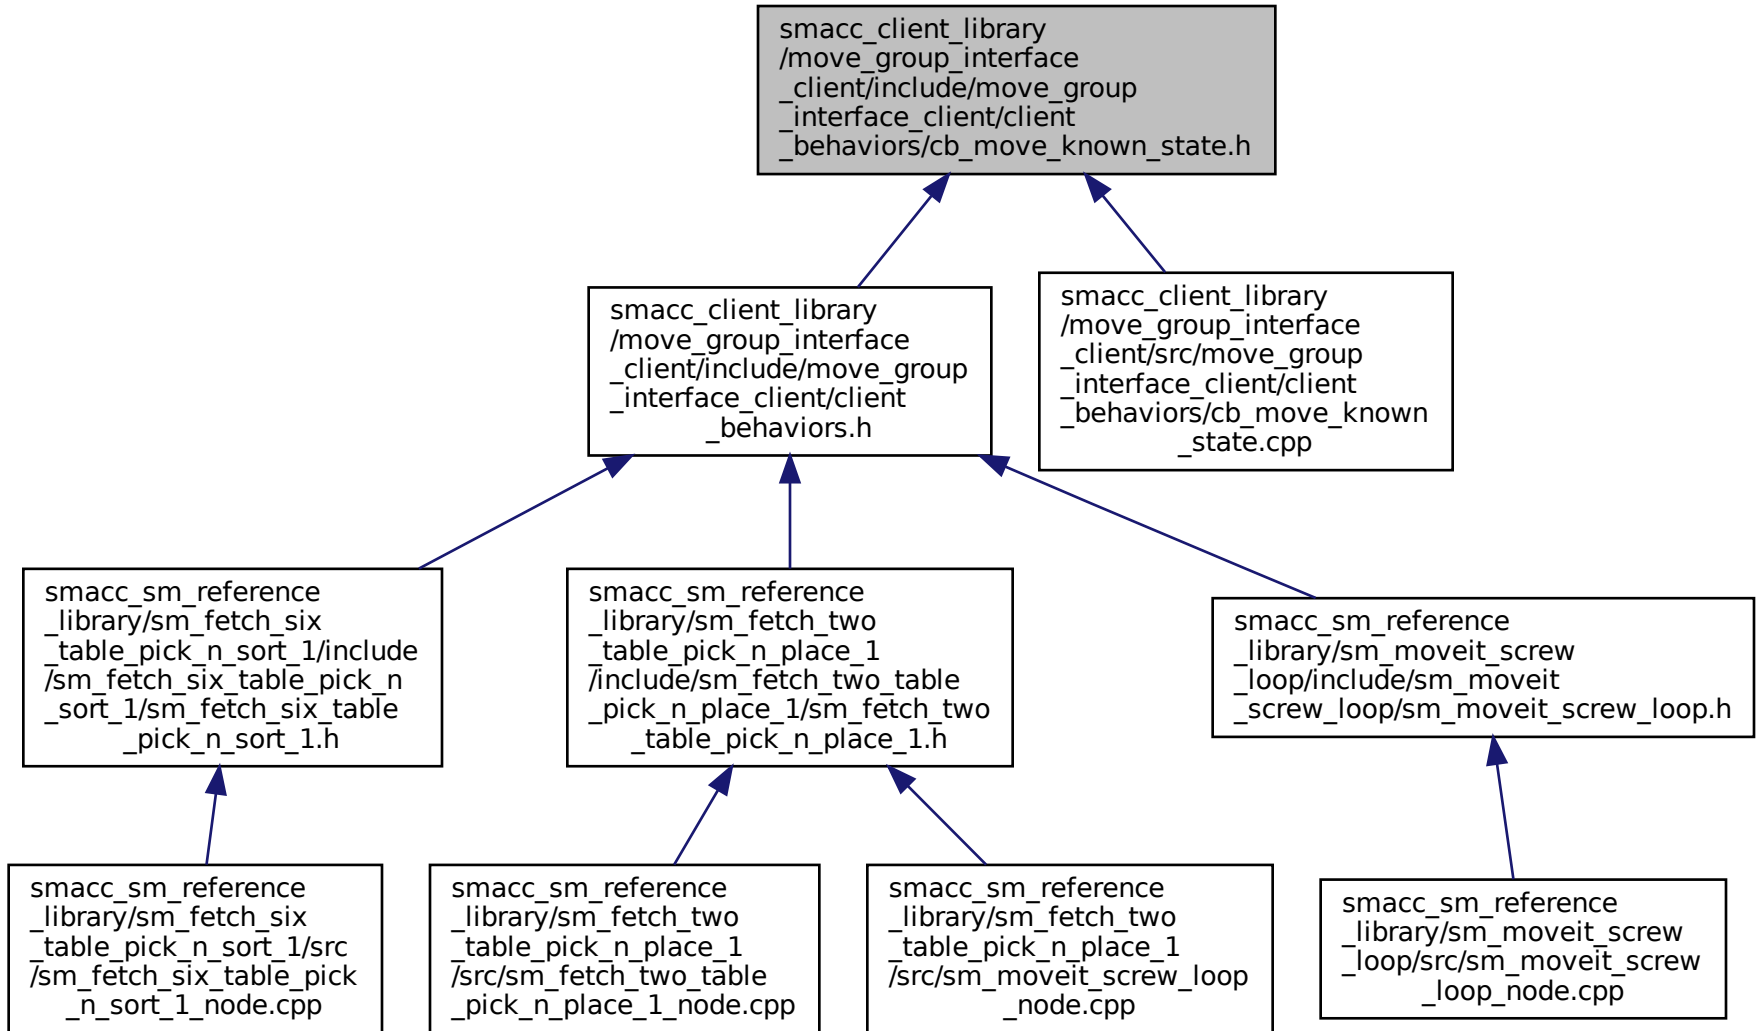 smacc_client_library
/move_group_interface
_client/include/move_group
_interface_client/client
_behaviors/cb_move_known_state.h
smacc_client_library
/move_group_interface
_client/include/move_group
_interface_client/client
_behaviors.h
smacc_client_library
/move_group_interface
_client/src/move_group
_interface_client/client
_behaviors/cb_move_known
_state.cpp
smacc_sm_reference
_library/sm_fetch_six
_table_pick_n_sort_1/include
/sm_fetch_six_table_pick_n
_sort_1/sm_fetch_six_table
_pick_n_sort_1.h
smacc_sm_reference
_library/sm_fetch_two
_table_pick_n_place_1
/include/sm_fetch_two_table
_pick_n_place_1/sm_fetch_two
_table_pick_n_place_1.h
smacc_sm_reference
_library/sm_moveit_screw
_loop/include/sm_moveit
_screw_loop/sm_moveit_screw_loop.h
smacc_sm_reference
_library/sm_fetch_six
_table_pick_n_sort_1/src
/sm_fetch_six_table_pick
_n_sort_1_node.cpp
smacc_sm_reference
_library/sm_fetch_two
_table_pick_n_place_1
/src/sm_fetch_two_table
_pick_n_place_1_node.cpp
smacc_sm_reference
_library/sm_fetch_two
_table_pick_n_place_1
/src/sm_moveit_screw_loop
_node.cpp
smacc_sm_reference
_library/sm_moveit_screw
_loop/src/sm_moveit_screw
_loop_node.cpp